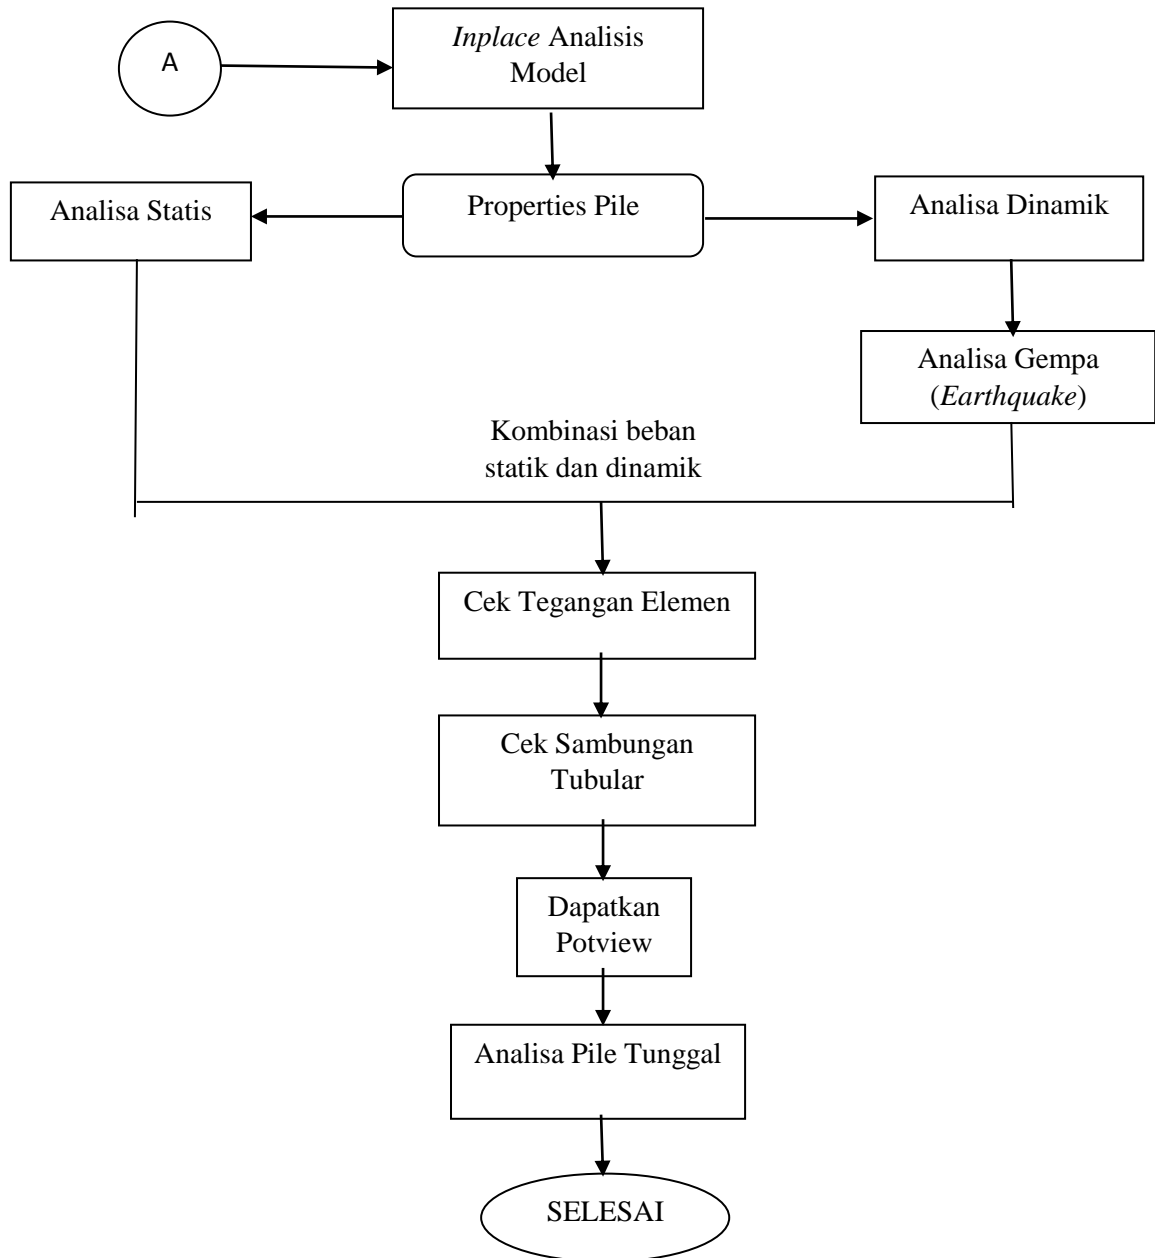 A
Inplace Analisis
Model
Analisa Statis
Properties Pile
Analisa Dinamik
Analisa Gempa
(Earthquake)
Kombinasi beban
statik dan dinamik
Cek Tegangan Elemen
Cek Sambungan
Tubular
Dapatkan
Potview
Analisa Pile Tunggal
SELESAI